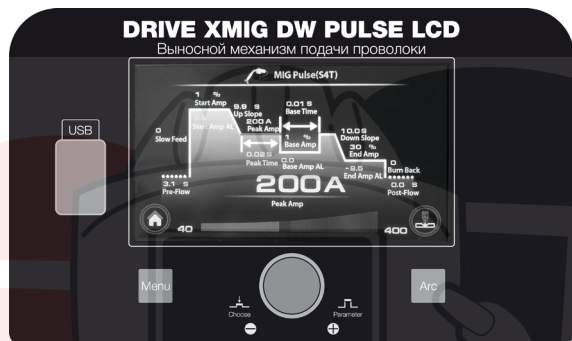 DRIVE XMIG DW PULSE LCD
Выносной механизм подачи проволоки
USB
MIG Pulse(S4T)
1 %
Start Amp
Start Amp AL
9.9 S
Up Slope
200 A
Peak Amp
0.01 S
Base Time
0
Slow Feed
0.02 S
Peak Time
1 %
Base Amp
0.0
Base Amp AL
10.0 S
Down Slope
30 %
End Amp
-9.5
End Amp AL
0
Burn Back
3.1 S
Pre-Flow
0.0 S
Post-Flow
200A
Peak Amp
40
400
Menu
Choose
Parameter
Arc